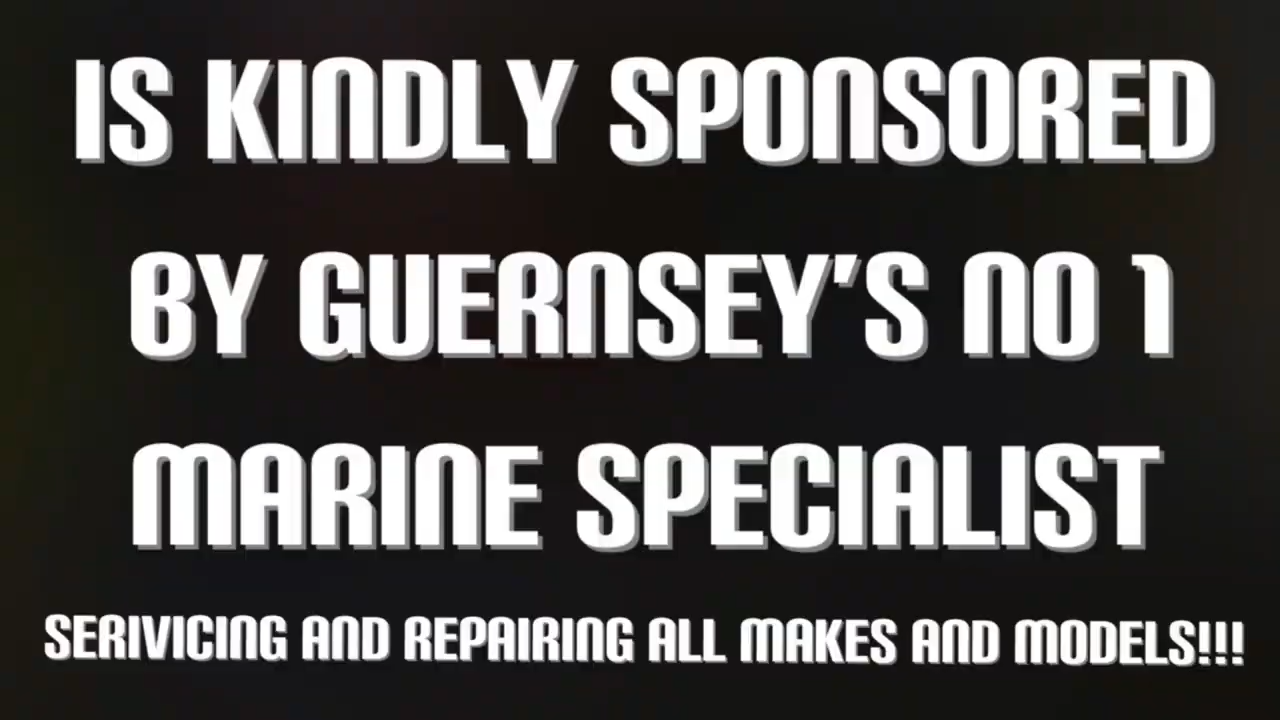 IS KINDLY SPONSORED
BY GUERNSEY'S NO 1
MARINE SPECIALIST
SERIVICING AND REPAIRING ALL MAKES AND MODELS!!!